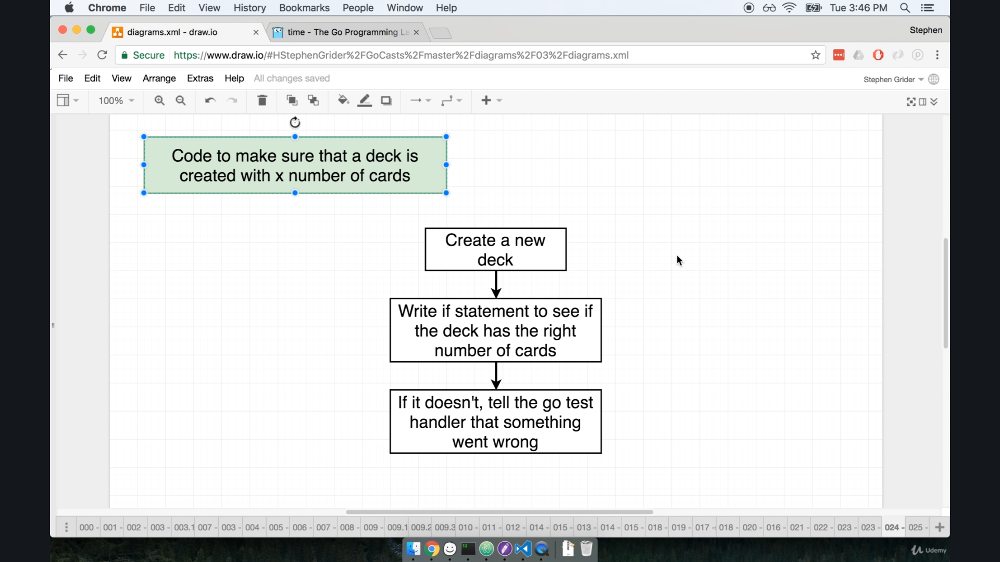 Chrome File Edit View History Bookmarks People Window Help Tue 3:46 PM
diagrams.xml - draw.io time - The Go Programming La Stephen
Secure https://www.draw.io/#HStephenGrider%2FGoCasts%2Fmaster%2Fdiagrams%2F03%2Fdiagrams.xml
File Edit View Arrange Extras Help All changes saved Stephen Grider
100%
Code to make sure that a deck is
created with x number of cards
Create a new
deck
Write if statement to see if
the deck has the right
number of cards
If it doesn't, tell the go test
handler that something
went wrong
000 - 001 - 002 - 003 - 003.1 007 - 003 - 004 - 005 - 006 - 007 - 008 - 009 - 009.1 009.2 009.3 010 - 011 - 012 - 014 - 015 - 013 - 014 - 015 - 018 - 019 - 017 - 018 - 020 - 016 - 021 - 022 - 023 - 023 - 024 - 025 -
Udemy